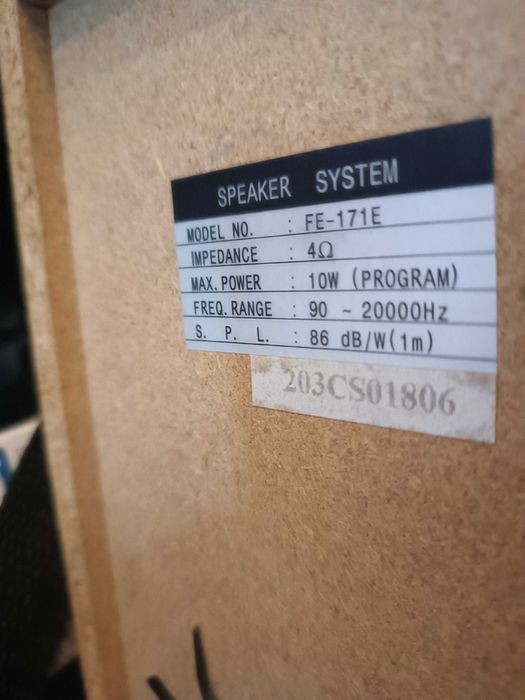 SPEAKER SYSTEM
MODEL NO. : FE-171E
IMPEDANCE : 4Ω
MAX. POWER : 10W (PROGRAM)
FREQ. RANGE : 90 ~ 20000Hz
S. P. L. : 86 dB/W(1m)
203CS01806